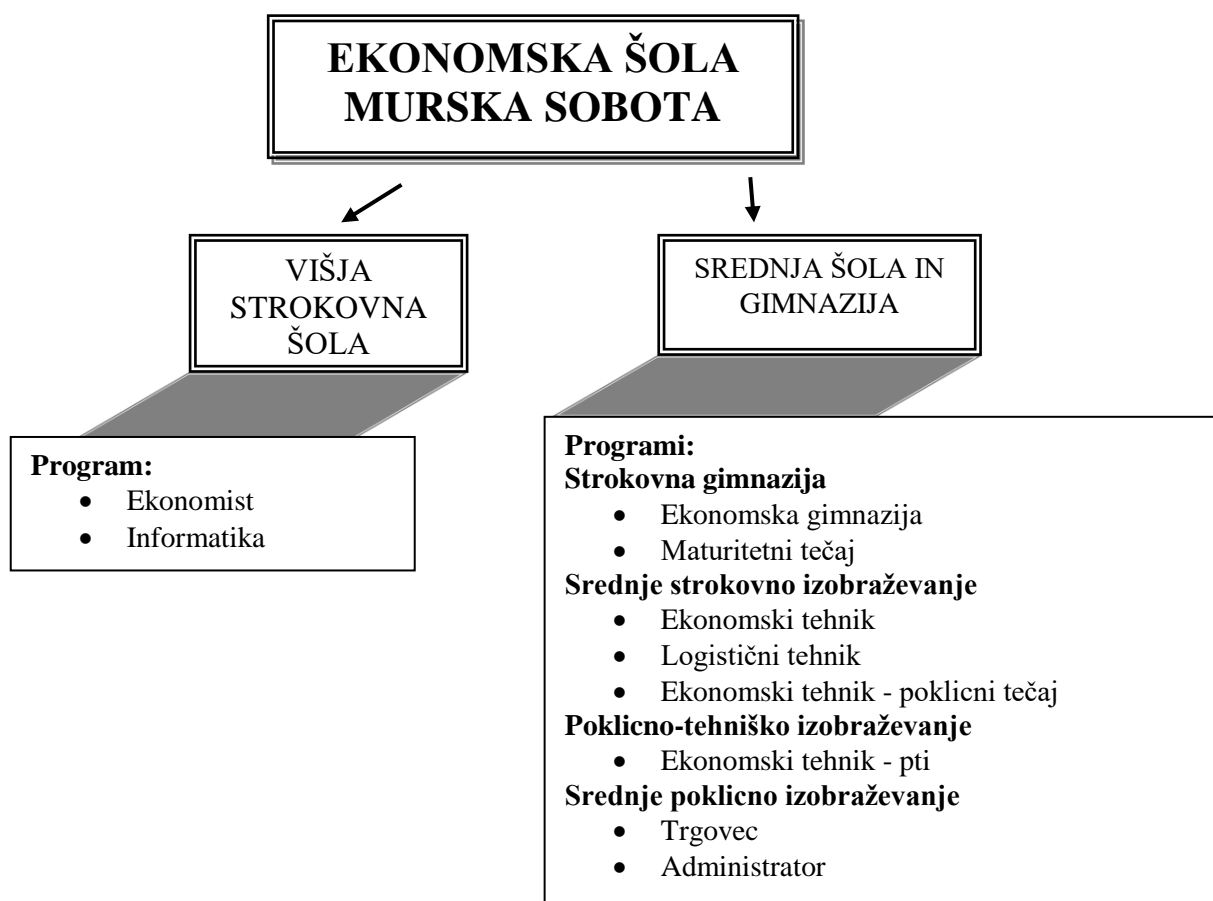 EKONOMSKA ŠOLA
MURSKA SOBOTA
VIŠJA
STROKOVNA
ŠOLA
SREDNJA ŠOLA IN
GIMNAZIJA
Program:
• Ekonomist
• Informatika
Programi:
Strokovna gimnazija
• Ekonomska gimnazija
• Maturitetni tečaj
Srednje strokovno izobraževanje
• Ekonomski tehnik
• Logistični tehnik
• Ekonomski tehnik - poklicni tečaj
Poklicno-tehniško izobraževanje
• Ekonomski tehnik - pti
Srednje poklicno izobraževanje
• Trgovec
• Administrator